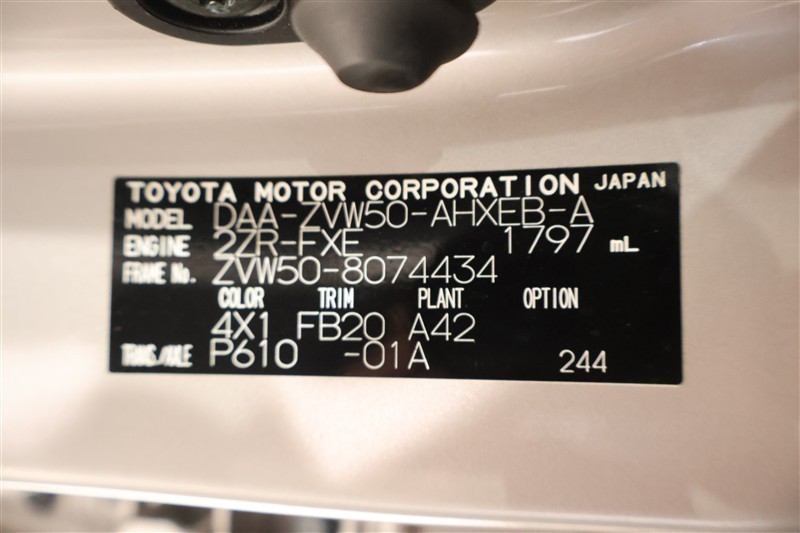 TOYOTA MOTOR CORPORATION JAPAN
MODEL DAA-ZVW50-AHXEB-A
ENGINE 2ZR-FXE 1797 mL
FRAME No. ZVW50-8074434
COLOR TRIM PLANT OPTION
4X1 FB20 A42
TRANS/AXLE P610 -01A 244